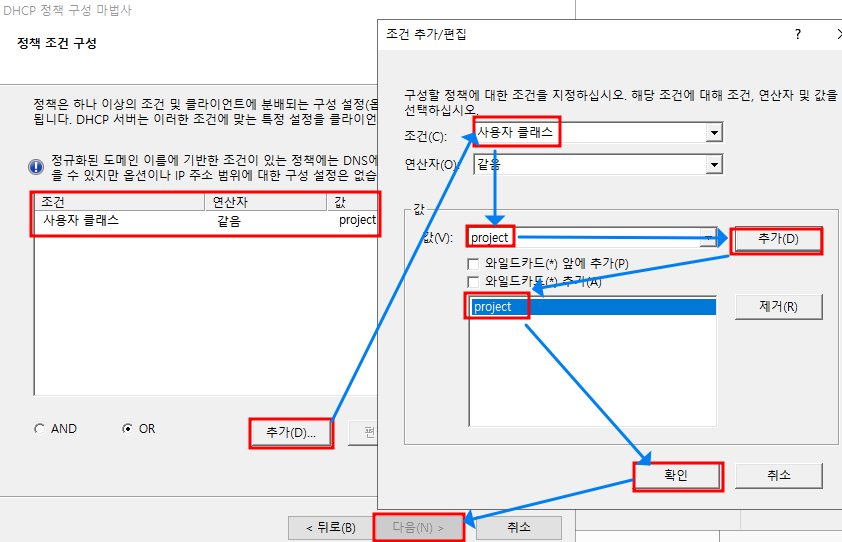 DHCP 정책 구성 마법사
정책 조건 구성
정책은 하나 이상의 조건 및 클라이언트에 분배되는 구성 설정(옵
됩니다. DHCP 서버는 이러한 조건에 맞는 특정 설정을 클라이언
정규화된 도메인 이름에 기반한 조건이 있는 정책에는 DNS에
을 수 있지만 옵션이나 IP 주소 범위에 대한 구성 설정은 없습
조건 연산자 값
사용자 클래스 같음 project
AND OR
추가(D)... 편
< 뒤로(B) 다음(N) > 취소
조건 추가/편집 ?
구성할 정책에 대한 조건을 지정하십시오. 해당 조건에 대해 조건, 연산자 및 값을
선택하십시오.
조건(C): 사용자 클래스
연산자(O): 같음
값
값(V): project 추가(D)
와일드카드(*) 앞에 추가(P)
와일드카드(*) 추가(A)
project 제거(R)
확인 취소